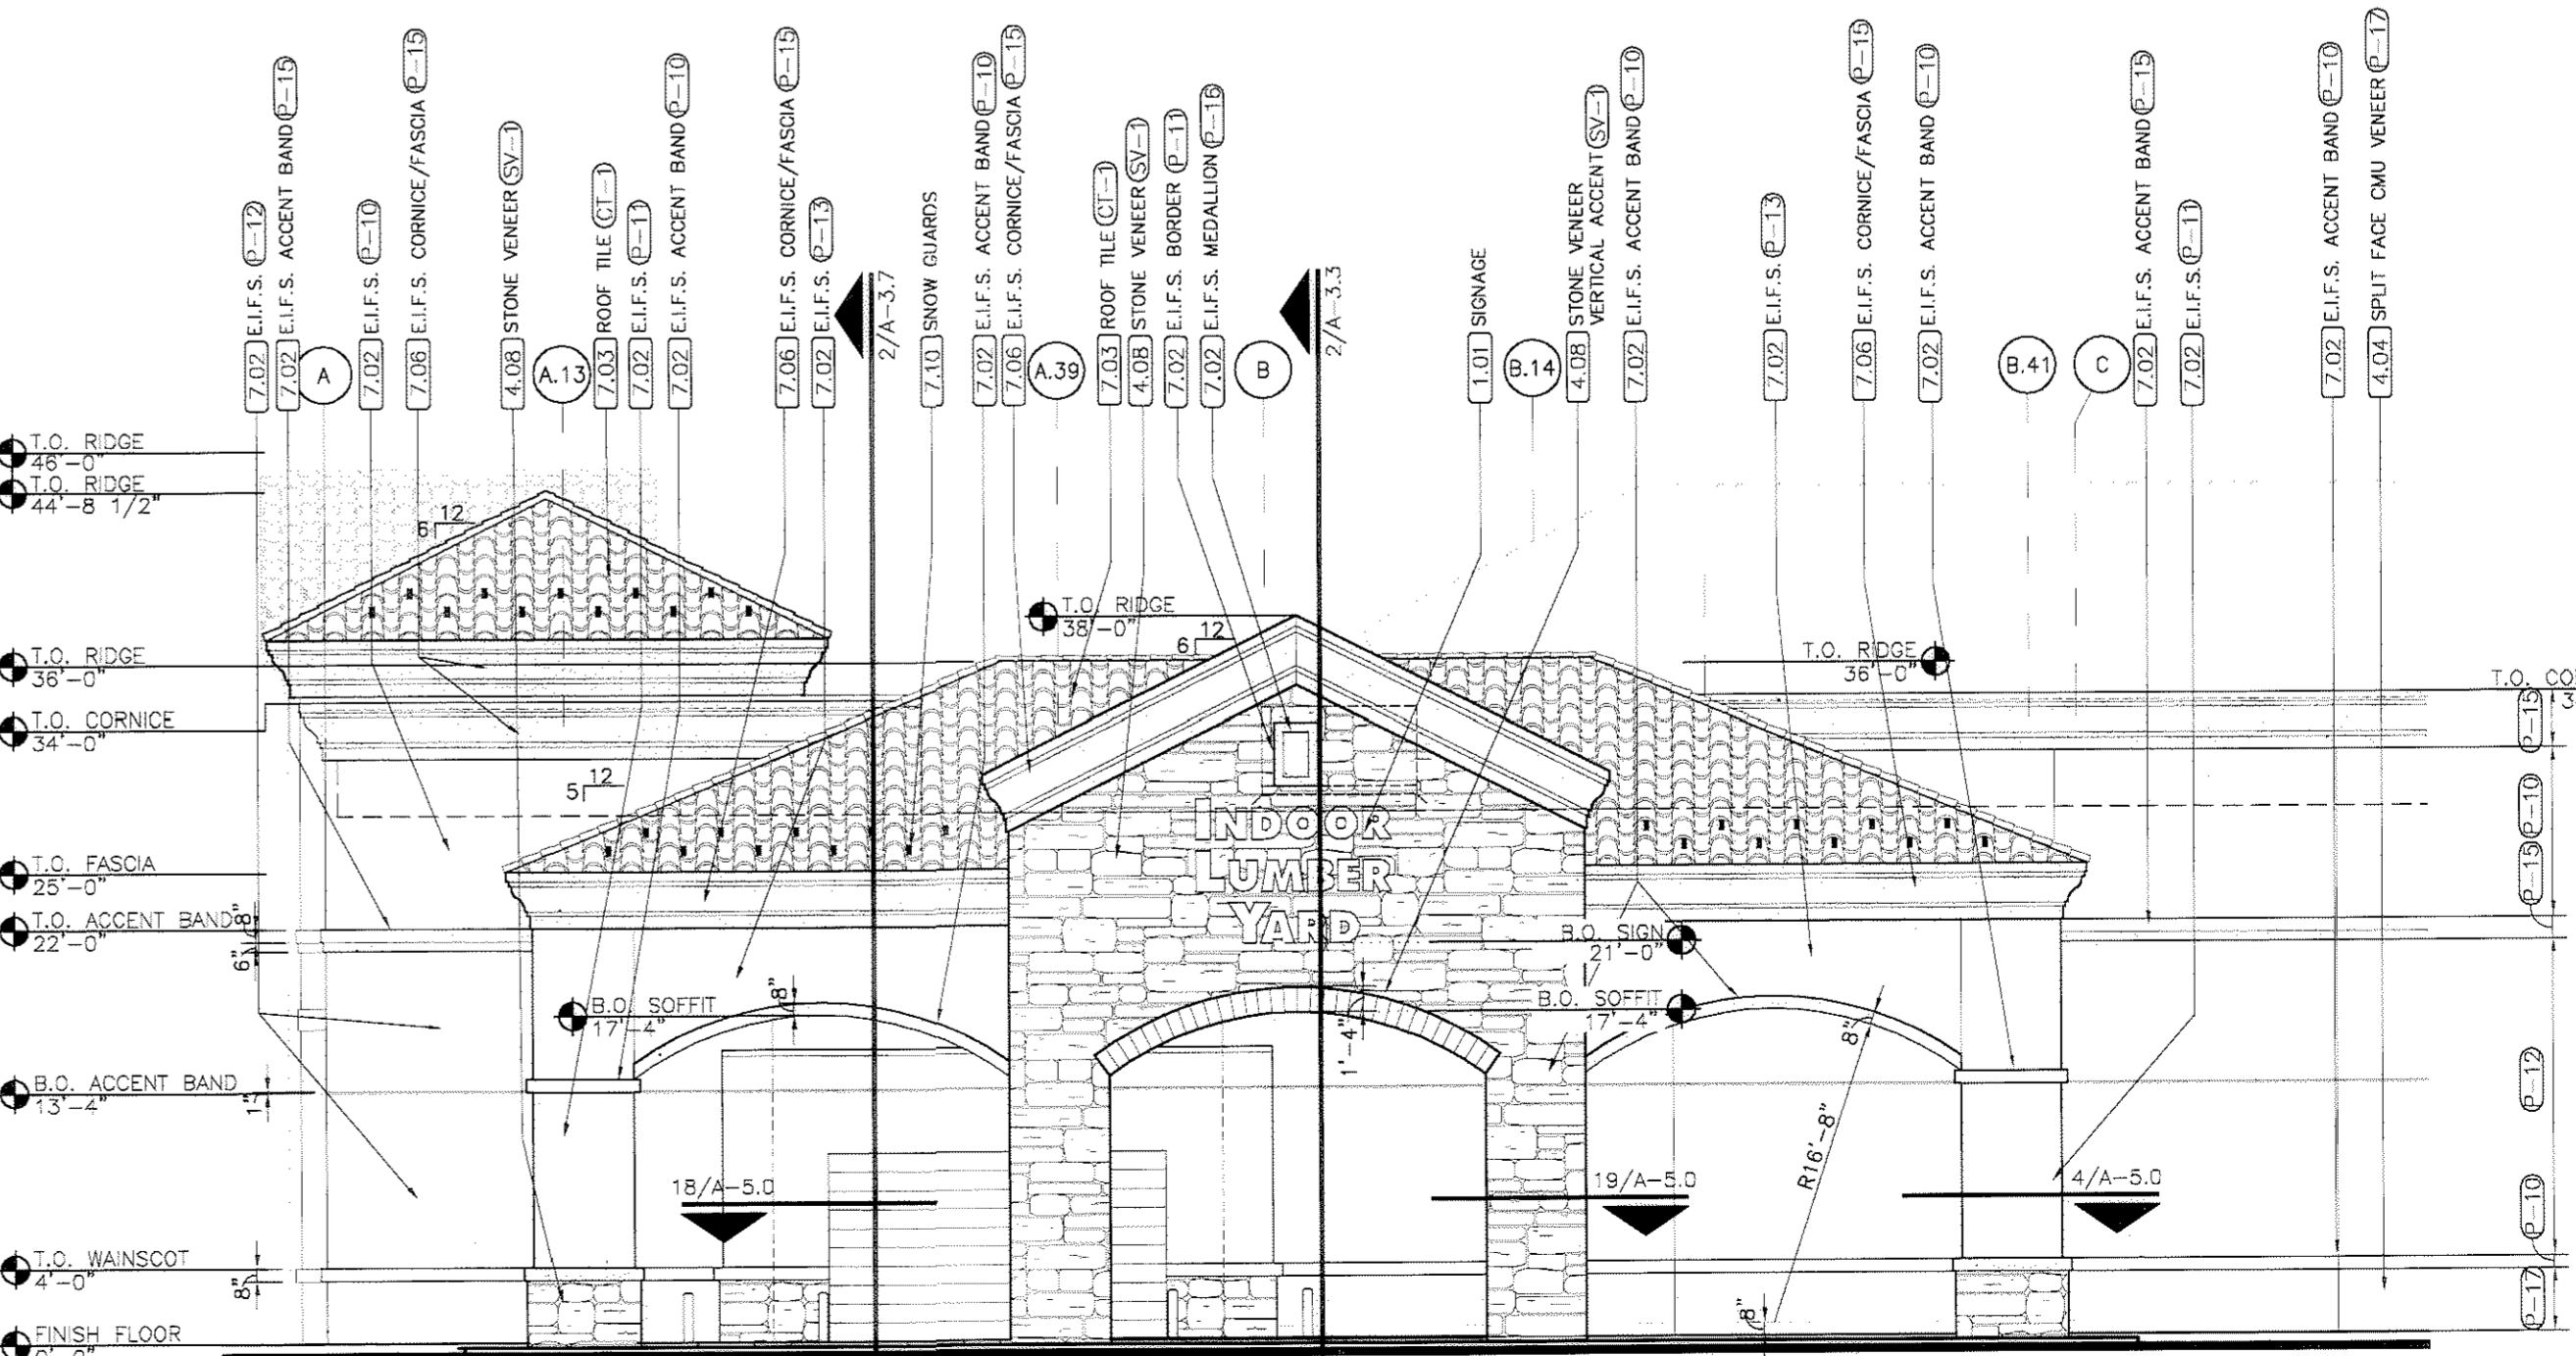 7.02 E.I.F.S. P-12
7.02 E.I.F.S. ACCENT BAND P-15
A
7.02 E.I.F.S. P-10
7.06 E.I.F.S. CORNICE/FASCIA P-15
4.08 STONE VENEER SV-1
A.13
7.03 ROOF TILE CT-1
7.02 E.I.F.S. P-11
7.02 E.I.F.S. ACCENT BAND P-10
7.06 E.I.F.S. CORNICE/FASCIA P-15
7.02 E.I.F.S. P-13
2/A-3.7
7.10 SNOW GUARDS
7.02 E.I.F.S. ACCENT BAND P-10
7.06 E.I.F.S. CORNICE/FASCIA P-15
A.39
7.03 ROOF TILE CT-1
4.08 STONE VENEER SV-1
7.02 E.I.F.S. BORDER P-11
7.02 E.I.F.S. MEDALLION P-16
B
2/A-3.3
1.01 SIGNAGE
B.14
4.08 STONE VENEER
VERTICAL ACCENT SV-1
7.02 E.I.F.S. ACCENT BAND P-10
7.02 E.I.F.S. P-13
7.06 E.I.F.S. CORNICE/FASCIA P-15
7.02 E.I.F.S. ACCENT BAND P-10
B.41
C
7.02 E.I.F.S. ACCENT BAND P-15
7.02 E.I.F.S. P-11
7.02 E.I.F.S. ACCENT BAND P-10
4.04 SPLIT FACE CMU VENEER P-17
T.O. RIDGE
46'-0"
T.O. RIDGE
44'-8 1/2"
12
6
T.O. RIDGE
38'-0"
12
6
T.O. RIDGE
36'-0"
T.O. RIDGE
36'-0"
T.O. CORNICE
34'-0"
12
5
INDOOR
LUMBER
YARD
T.O. FASCIA
25'-0"
T.O. ACCENT BAND
22'-0"
8"
6"
B.O. SIGN
21'-0"
B.O. SOFFIT
17'-4"
8"
B.O. SOFFIT
17'-4"
1'-4"
8"
R16'-8"
B.O. ACCENT BAND
13'-4"
1"
18/A-5.0
19/A-5.0
4/A-5.0
T.O. WAINSCOT
4'-0"
8"
8"
FINISH FLOOR
0'-0"
P-15
P-10
P-15
P-12
P-10
P-17